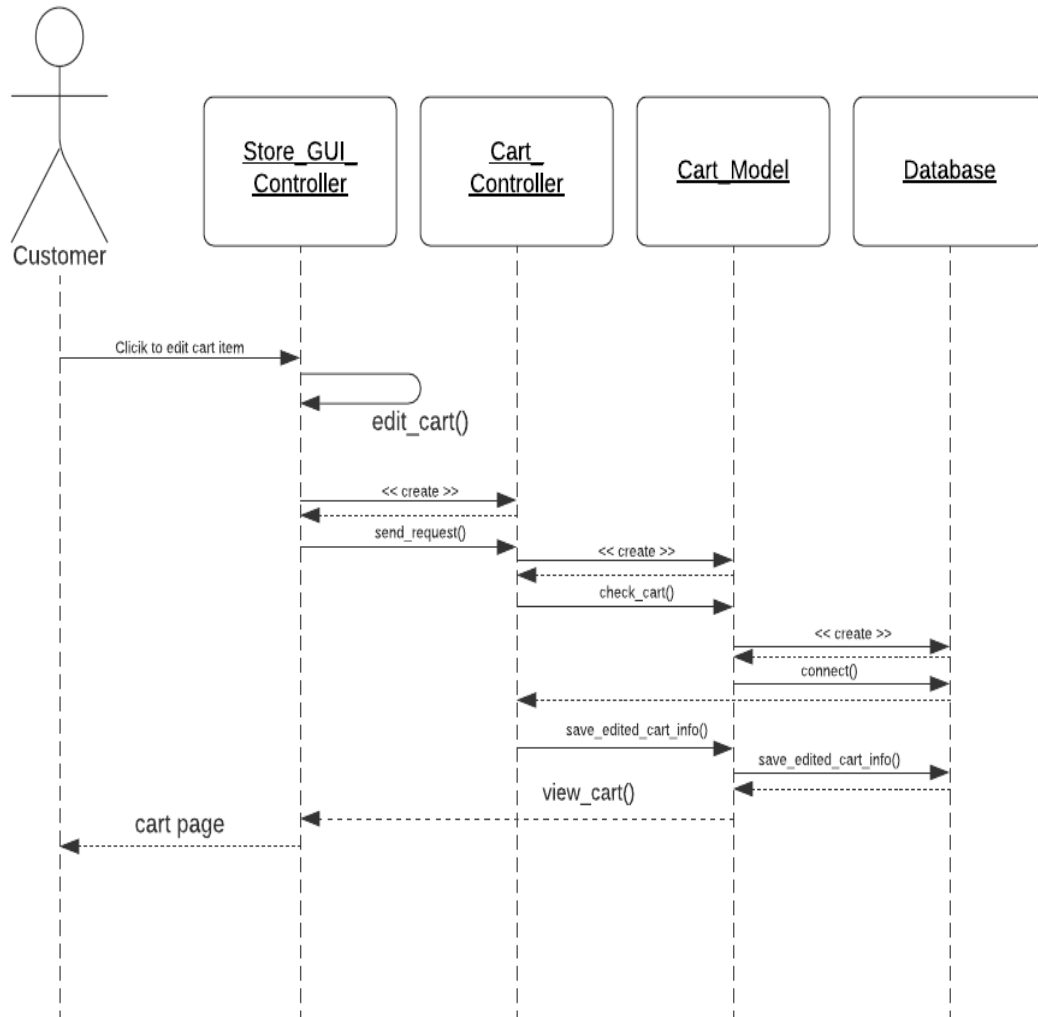 Store_GUI_
Controller
Cart_
Controller
Cart_Model
Database
Customer
Clicik to edit cart item
edit_cart()
<< create >>
send_request()
<< create >>
check_cart()
<< create >>
connect()
save_edited_cart_info()
save_edited_cart_info()
view_cart()
cart page